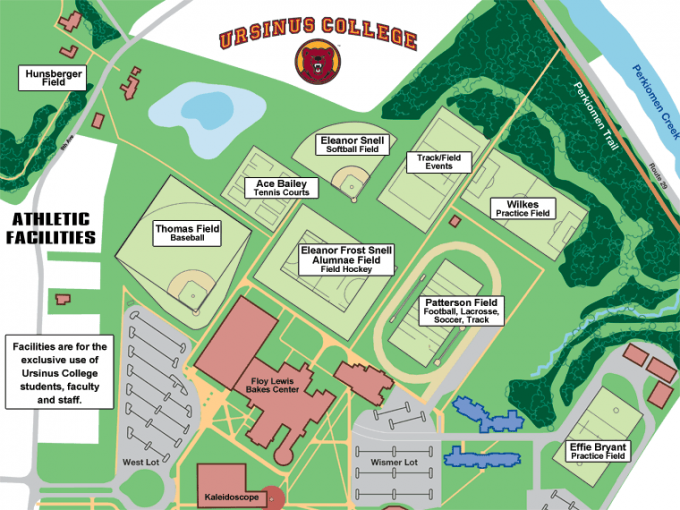 URSINUS COLLEGE
Hunsberger
Field
9th Ave
Perkiomen Creek
Perkiomen Trail
Route 29
Eleanor Snell
Softball Field
Track/Field
Events
Ace Bailey
Tennis Courts
Wilkes
Practice Field
ATHLETIC
FACILITIES
Thomas Field
Baseball
Eleanor Frost Snell
Alumnae Field
Field Hockey
Patterson Field
Football, Lacrosse,
Soccer, Track
Facilities are for the
exclusive use of
Ursinus College
students, faculty
and staff.
Floy Lewis
Bakes Center
Effie Bryant
Practice Field
West Lot
Wismer Lot
Kaleidoscope